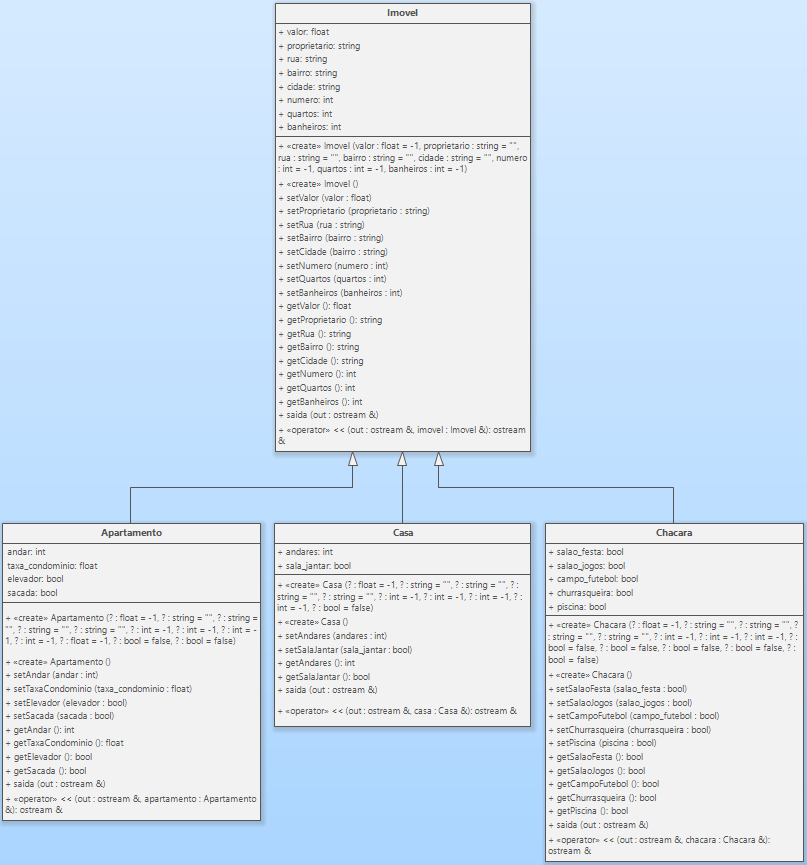 Imovel
+ valor: float
+ proprietario: string
+ rua: string
+ bairro: string
+ cidade: string
+ numero: int
+ quartos: int
+ banheiros: int
+ «create» Imovel (valor : float = -1, proprietario : string = "",
rua : string = "", bairro : string = "", cidade : string = "", numero
: int = -1, quartos : int = -1, banheiros : int = -1)
+ «create» Imovel ()
+ setValor (valor : float)
+ setProprietario (proprietario : string)
+ setRua (rua : string)
+ setBairro (bairro : string)
+ setCidade (bairro : string)
+ setNumero (numero : int)
+ setQuartos (quartos : int)
+ setBanheiros (banheiros : int)
+ getValor (): float
+ getProprietario (): string
+ getRua (): string
+ getBairro (): string
+ getCidade (): string
+ getNumero (): int
+ getQuartos (): int
+ getBanheiros (): int
+ saida (out : ostream &)
+ «operator» << (out : ostream &, imovel : Imovel &): ostream
&
Apartamento
andar: int
taxa_condominio: float
elevador: bool
sacada: bool
+ «create» Apartamento (? : float = -1, ? : string = "", ? : string =
"", ? : string = "", ? : string = "", ? : int = -1, ? : int = -1, ? : int = -
1, ? : int = -1, ? : float = -1, ? : bool = false, ? : bool = false)
+ «create» Apartamento ()
+ setAndar (andar : int)
+ setTaxaCondominio (taxa_condominio : float)
+ setElevador (elevador : bool)
+ setSacada (sacada : bool)
+ getAndar (): int
+ getTaxaCondominio (): float
+ getElevador (): bool
+ getSacada (): bool
+ saida (out : ostream &)
+ «operator» << (out : ostream &, apartamento : Apartamento
&): ostream &
Casa
+ andares: int
+ sala_jantar: bool
+ «create» Casa (? : float = -1, ? : string = "", ? : string = "", ? :
string = "", ? : string = "", ? : int = -1, ? : int = -1, ? : int = -1, ? :
int = -1, ? : bool = false)
+ «create» Casa ()
+ setAndares (andares : int)
+ setSalaJantar (sala_jantar : bool)
+ getAndares (): int
+ getSalaJantar (): bool
+ saida (out : ostream &)
+ «operator» << (out : ostream &, casa : Casa &): ostream &
Chacara
+ salao_festa: bool
+ salao_jogos: bool
+ campo_futebol: bool
+ churrasqueira: bool
+ piscina: bool
+ «create» Chacara (? : float = -1, ? : string = "", ? : string = "", ?
: string = "", ? : string = "", ? : int = -1, ? : int = -1, ? : int = -1, ? :
bool = false, ? : bool = false, ? : bool = false, ? : bool = false, ? :
bool = false)
+ «create» Chacara ()
+ setSalaoFesta (salao_festa : bool)
+ setSalaoJogos (salao_jogos : bool)
+ setCampoFutebol (campo_futebol : bool)
+ setChurrasqueira (churrasqueira : bool)
+ setPiscina (piscina : bool)
+ getSalaoFesta (): bool
+ getSalaoJogos (): bool
+ getCampoFutebol (): bool
+ getChurrasqueira (): bool
+ getPiscina (): bool
+ saida (out : ostream &)
+ «operator» << (out : ostream &, chacara : Chacara &):
ostream &